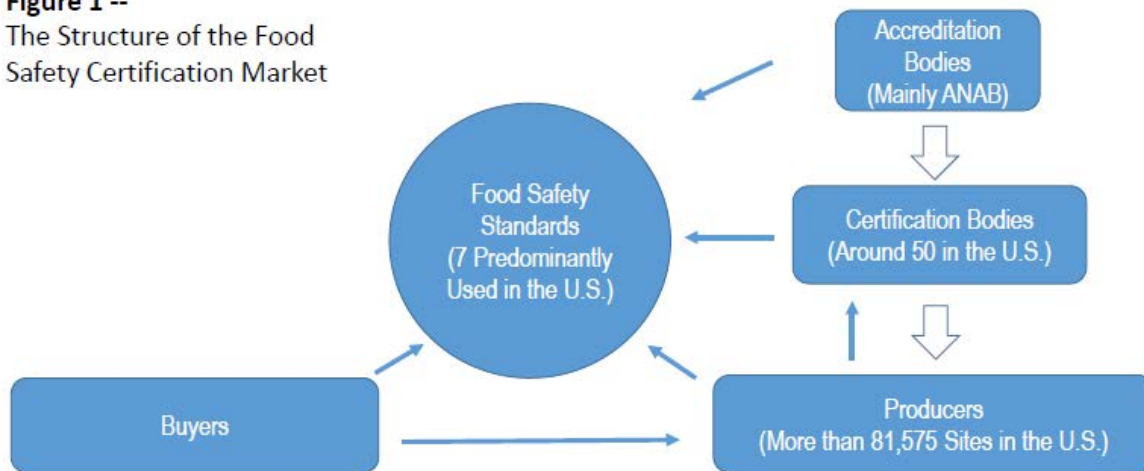 Figure 1 --
The Structure of the Food
Safety Certification Market
Accreditation
Bodies
(Mainly ANAB)
Food Safety
Standards
(7 Predominantly
Used in the U.S.)
Certification Bodies
(Around 50 in the U.S.)
Buyers
Producers
(More than 81,575 Sites in the U.S.)